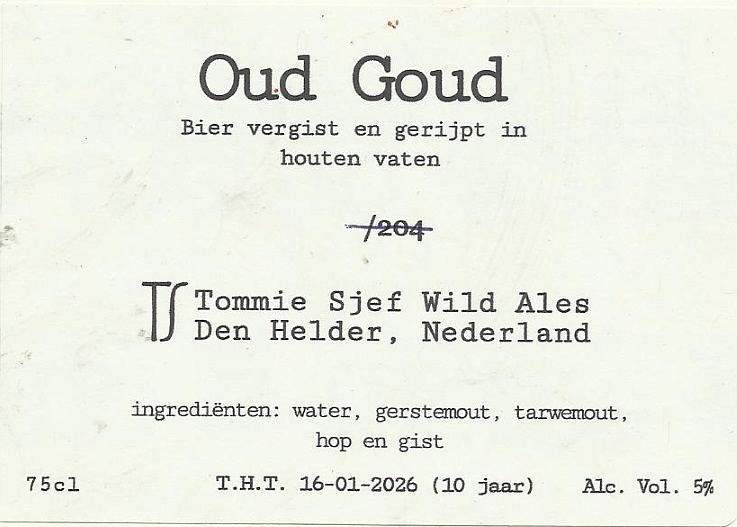 Oud Goud
Bier vergist en gerijpt in
houten vaten
/204
TS Tommie Sjef Wild Ales
Den Helder, Nederland
ingrediënten: water, gerstemout, tarwemout,
hop en gist
75cl T.H.T. 16-01-2026 (10 jaar) Alc. Vol. 5%